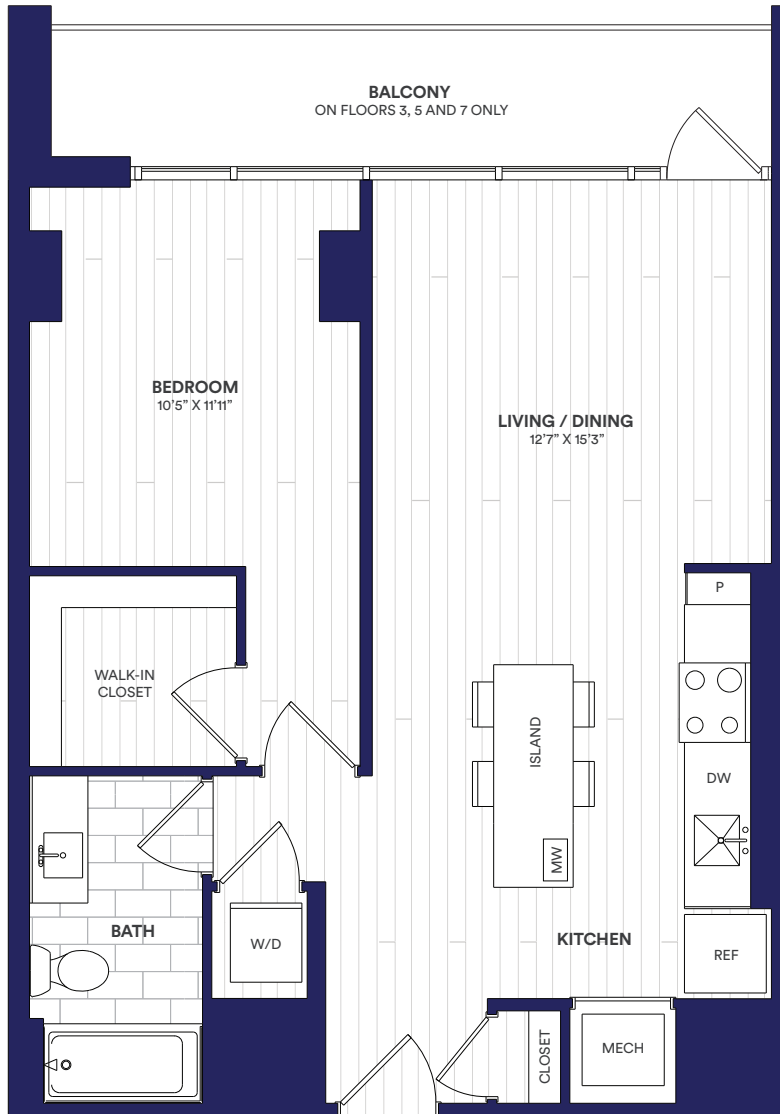 BALCONY
ON FLOORS 3, 5 AND 7 ONLY
BEDROOM
10'5” X 11'11”
LIVING / DINING
12'7” X 15'3”
P
WALK-IN
CLOSET
ISLAND
DW
MW
BATH
W/D
KITCHEN
REF
CLOSET
MECH